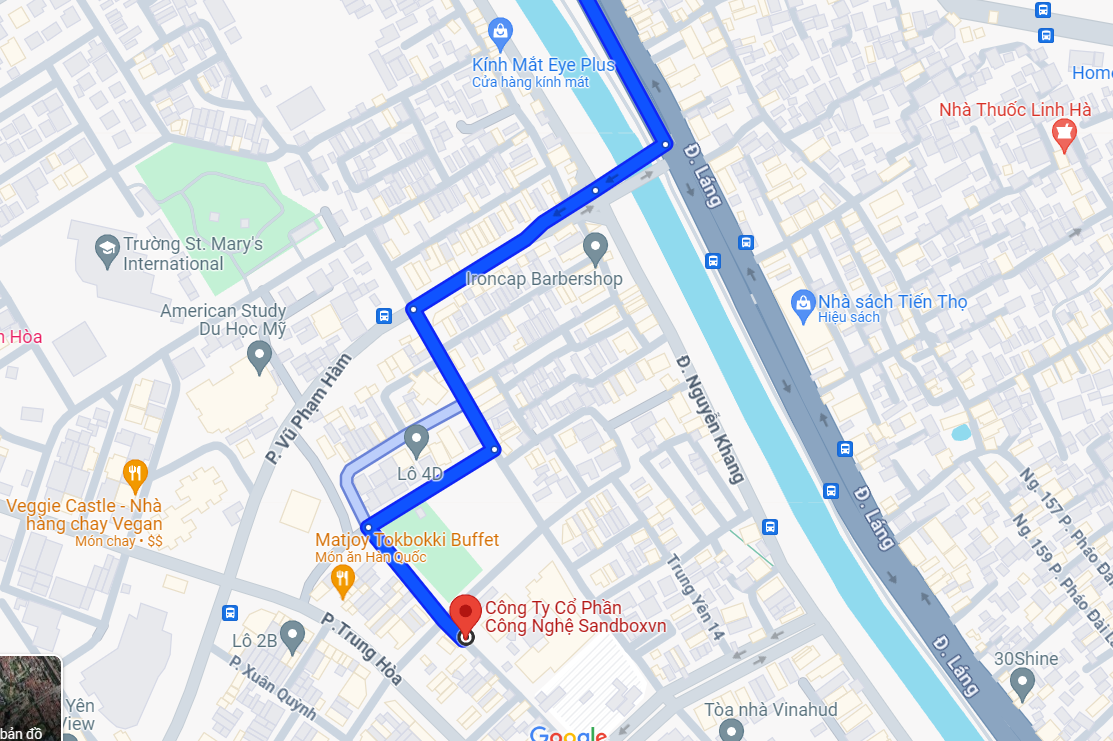 Kính Mắt Eye Plus
Cửa hàng kính mát
Home
Nhà Thuốc Linh Hà
Đ. Láng
Trường St. Mary's
International
Ironcap Barbershop
American Study
Du Học Mỹ
Nhà sách Tiến Thọ
Hiệu sách
Hòa
P. Vũ Phạm Hàm
Đ. Nguyễn Khang
Lô 4D
Veggie Castle - Nhà
hàng chay Vegan
Món chay • $$
Matjoy Tokbokki Buffet
Món ăn Hàn Quốc
Đ. Láng
Ng. 157 P. Pháo Đài
Ng. 159 P. Pháo Đài Lá
Trung Yên 14
Công Ty Cổ Phần
Công Nghệ Sandboxvn
P. Trung Hòa
Lô 2B
P. Xuân Quỳnh
Đ. Láng
30Shine
Yên
View
Tòa nhà Vinahud
bản đồ
Google